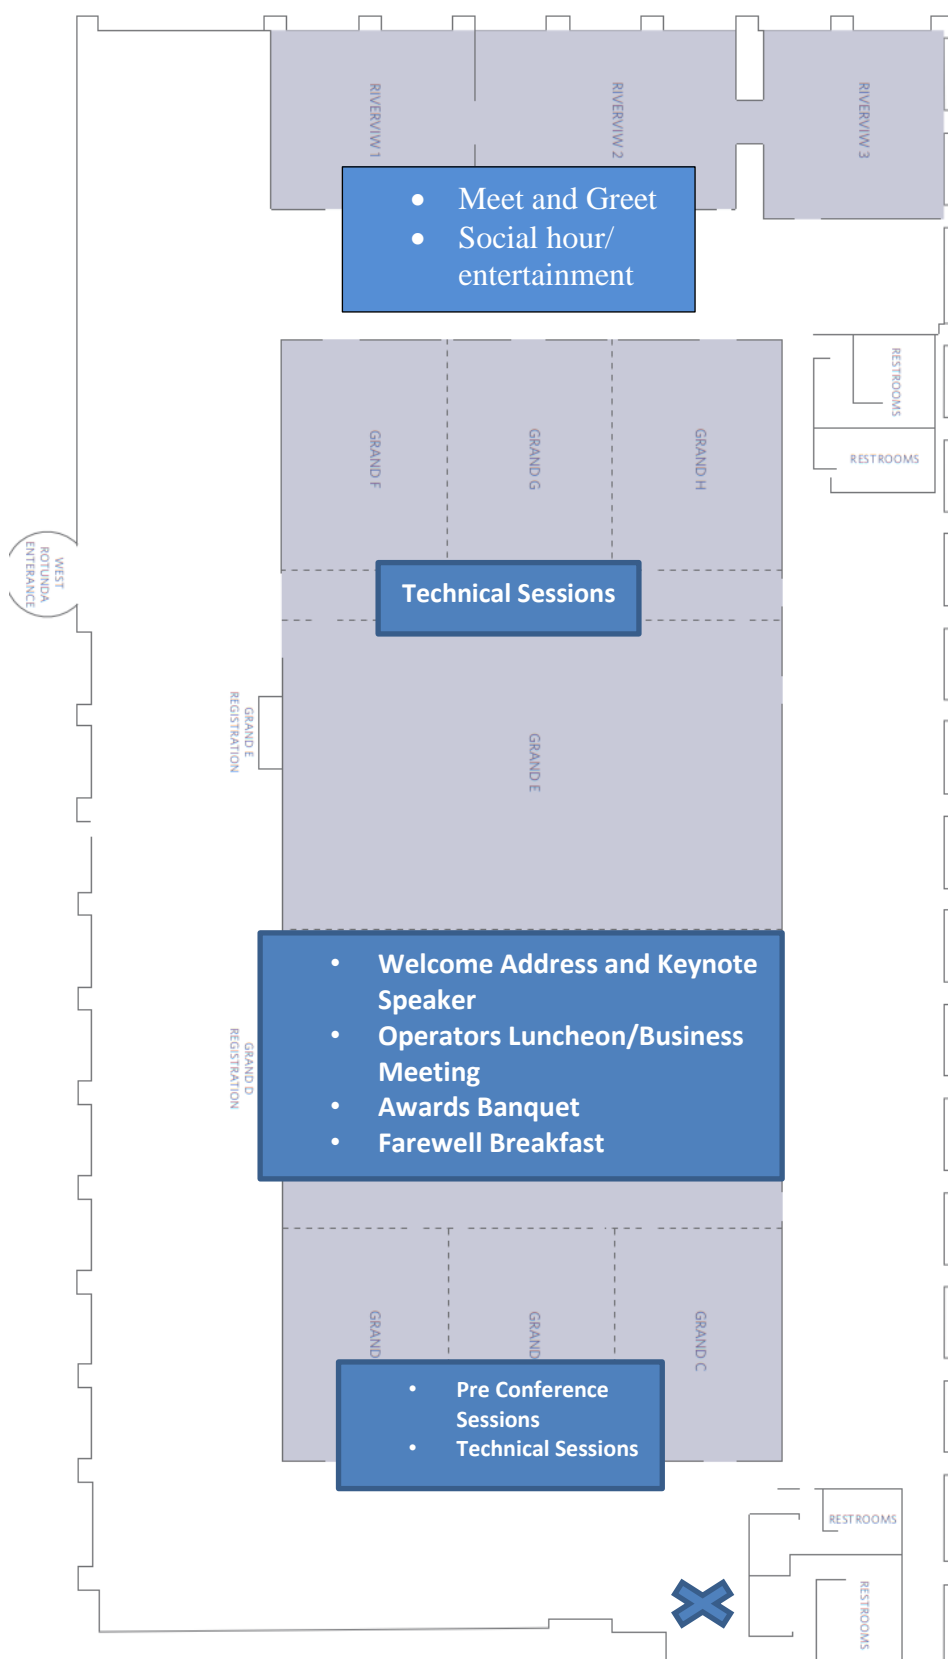 RIVERVIW 1
RIVERVIW 2
RIVERVIW 3
• Meet and Greet
• Social hour/
entertainment
RESTROOMS
RESTROOMS
GRAND F
GRAND G
GRAND H
WEST
ROTUNDA
ENTERANCE
Technical Sessions
GRAND E
REGISTRATION
GRAND E
• Welcome Address and Keynote
Speaker
• Operators Luncheon/Business
Meeting
• Awards Banquet
• Farewell Breakfast
GRAND D
REGISTRATION
GRAND
GRAND
GRAND C
• Pre Conference
Sessions
• Technical Sessions
RESTROOMS
RESTROOMS